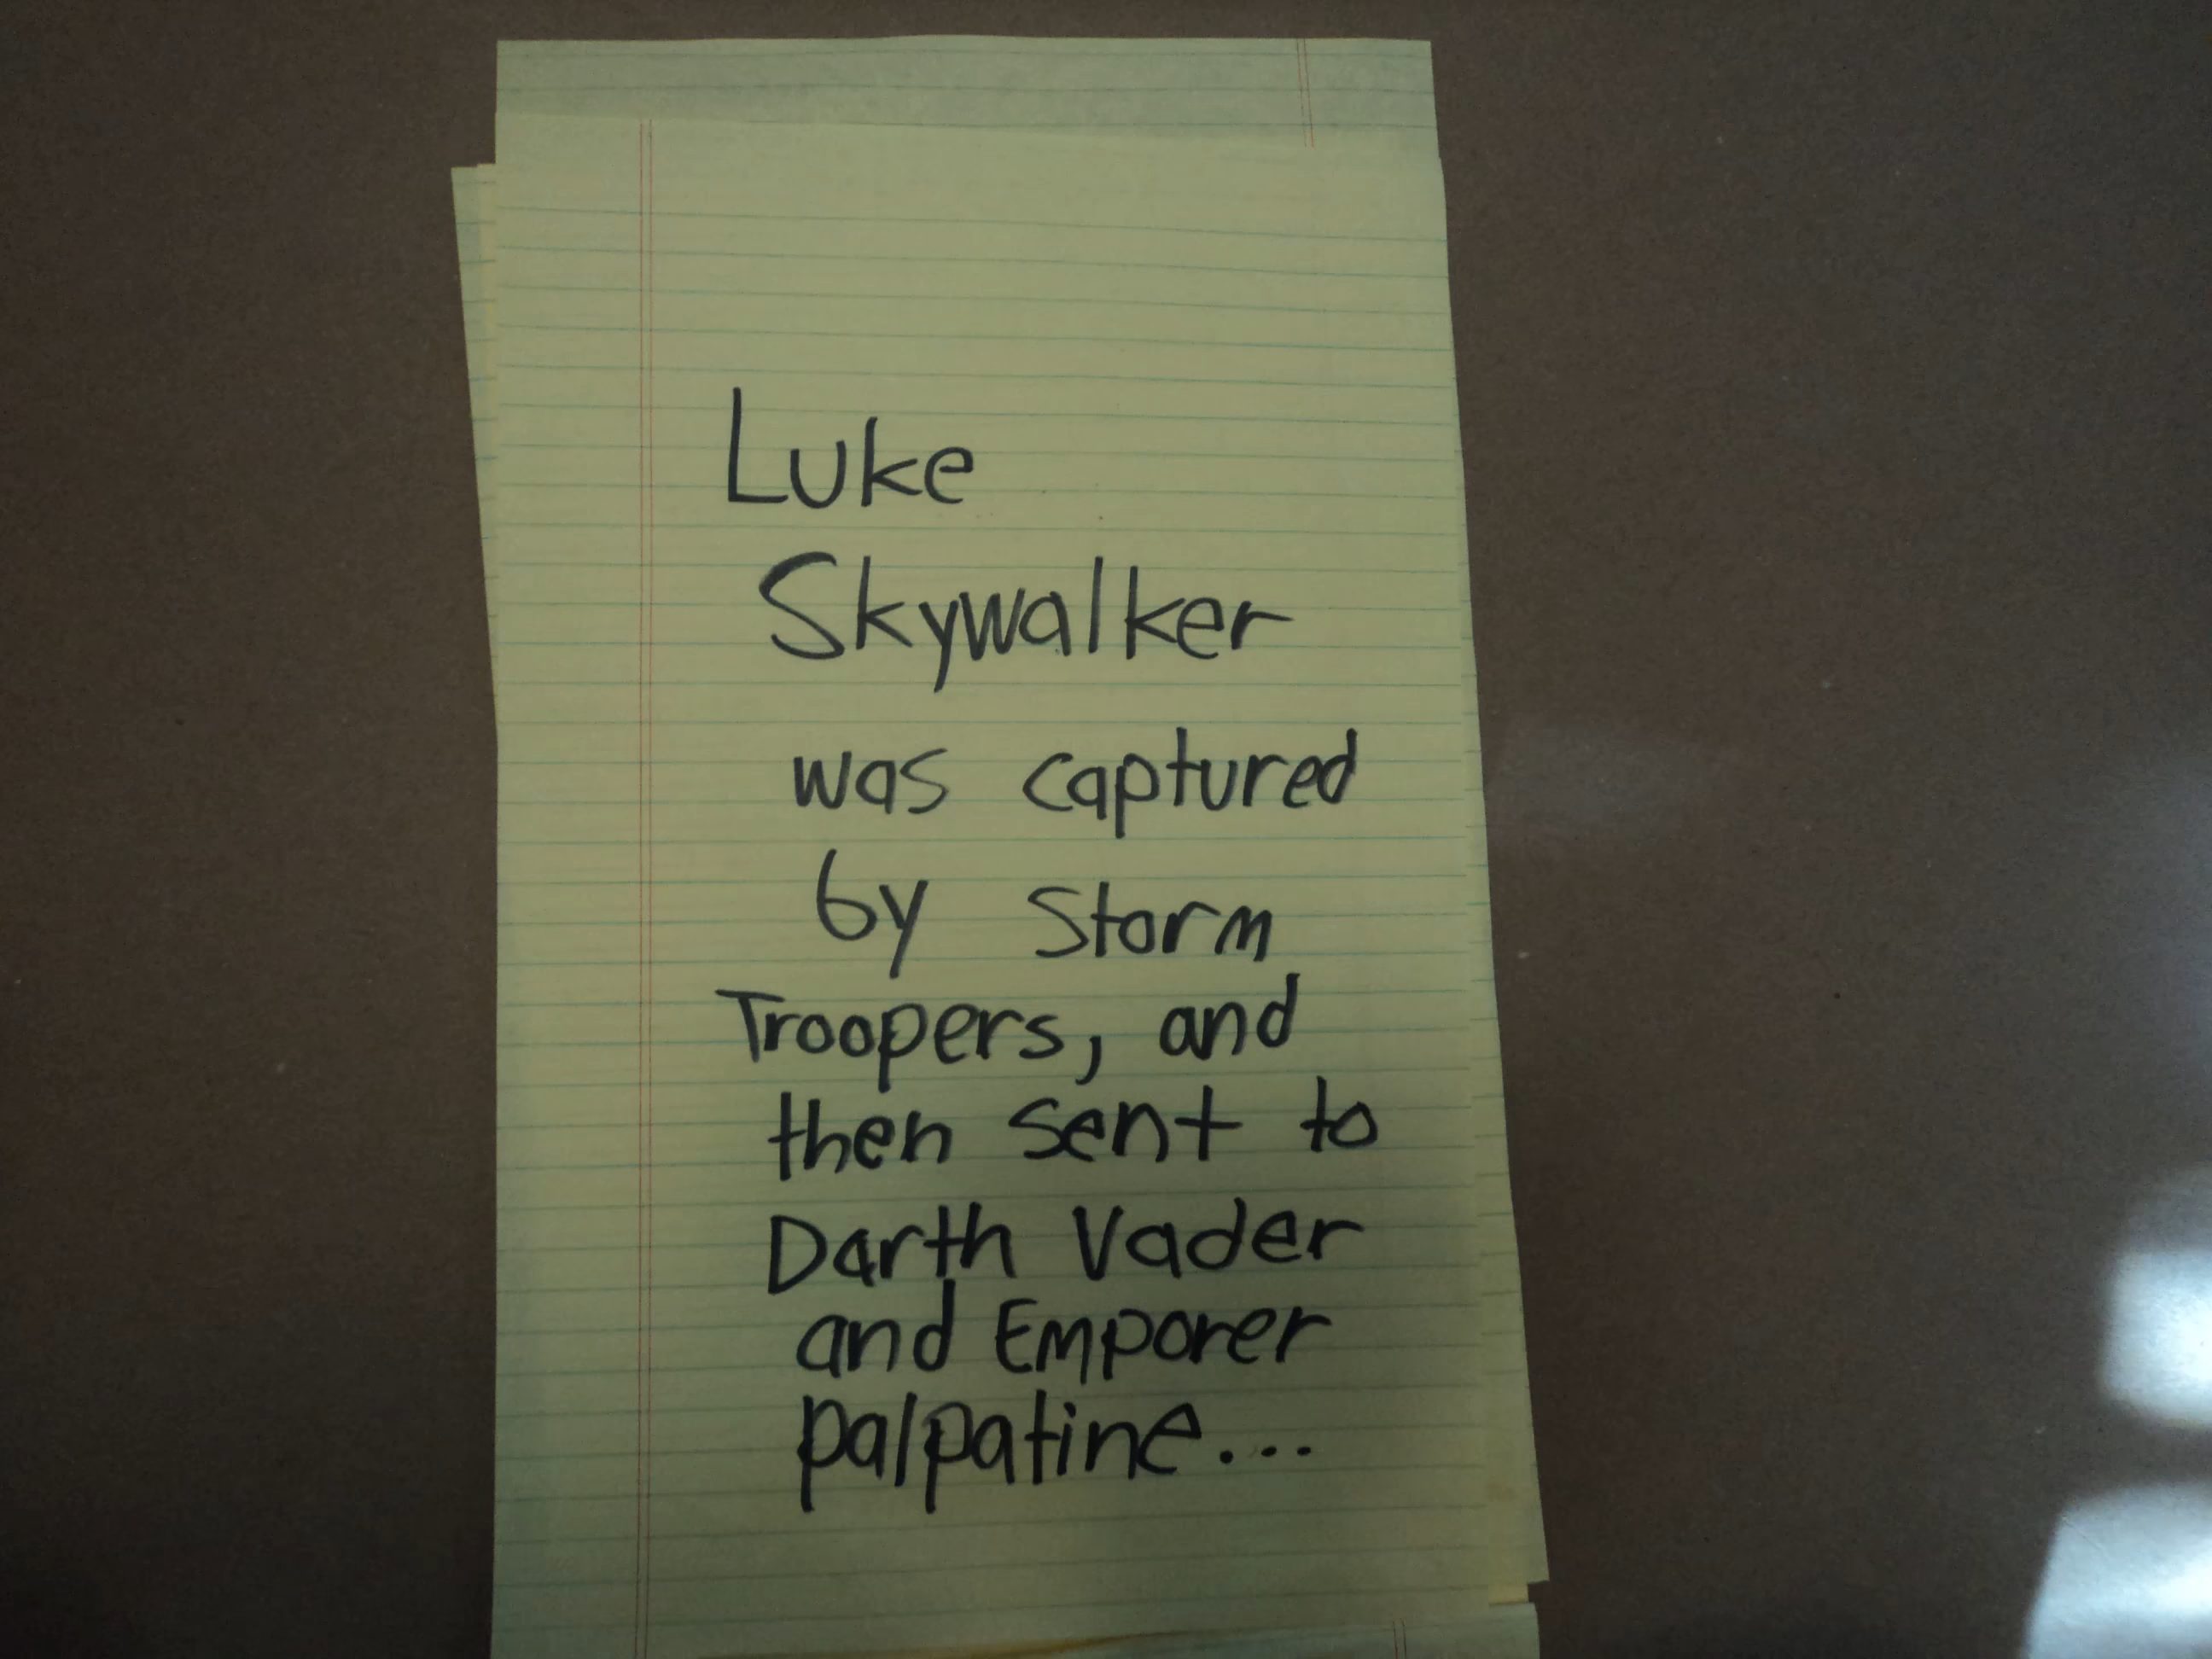 Luke
Skywalker
was captured
by Storm
Troopers, and
then sent to
Darth Vader
and Emporer
palpatine...